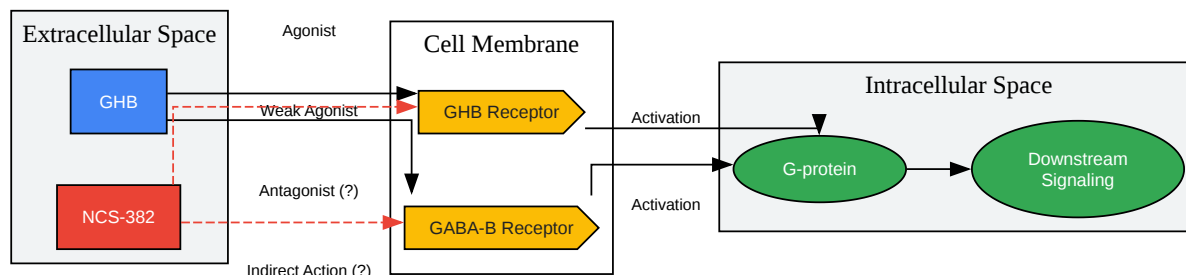 Extracellular Space
Agonist
Cell Membrane
Intracellular Space
GHB
Weak Agonist
GHB Receptor
Activation
G-protein
Downstream
Signaling
NCS-382
Antagonist (?)
GABA-B Receptor
Activation
Indirect Action (?)